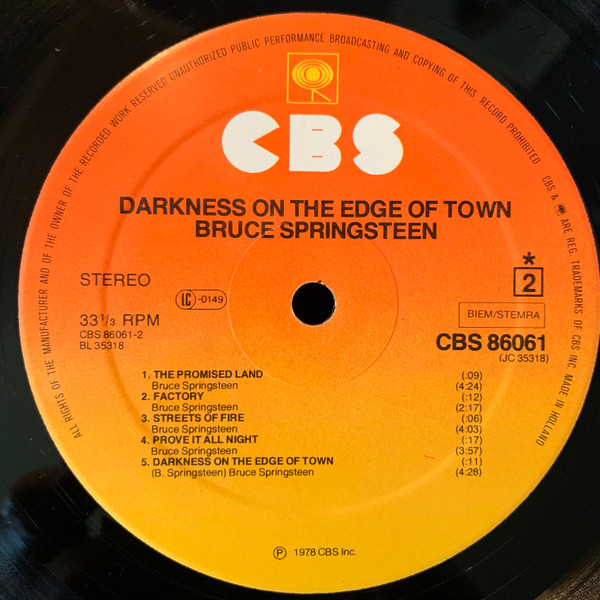 ALL RIGHTS OF THE MANUFACTURER AND OF THE OWNER OF THE RECORDED WORK RESERVED UNAUTHORIZED PUBLIC PERFORMANCE BROADCASTING AND COPYING OF THIS RECORD PROHIBITED
CBS & ARE REG. TRADEMARKS OF CBS INC. MADE IN HOLLAND
CBS
DARKNESS ON THE EDGE OF TOWN
BRUCE SPRINGSTEEN
STEREO
LC -0149
* 2
33 1/3 RPM
BIEM/STEMRA
CBS 86061-2
CBS 86061
BL 35318
(JC 35318)
1. THE PROMISED LAND (:09)
Bruce Springsteen (4:24)
2. FACTORY (:12)
Bruce Springsteen (2:17)
3. STREETS OF FIRE (:06)
Bruce Springsteen (4:03)
4. PROVE IT ALL NIGHT (:17)
Bruce Springsteen (3:57)
5. DARKNESS ON THE EDGE OF TOWN (:11)
(B. Springsteen) Bruce Springsteen (4:28)
Ⓟ 1978 CBS Inc.